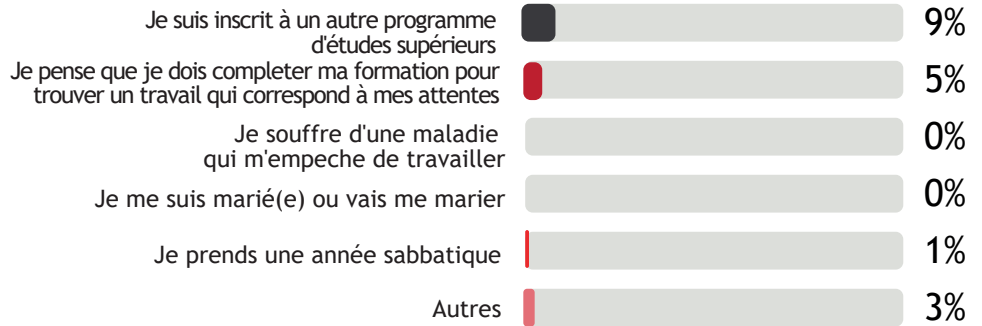 Je suis inscrit à un autre programme
d'études supérieurs
9%
Je pense que je dois completer ma formation pour
trouver un travail qui correspond à mes attentes
5%
Je souffre d'une maladie
qui m'empeche de travailler
0%
Je me suis marié(e) ou vais me marier
0%
Je prends une année sabbatique
1%
Autres
3%